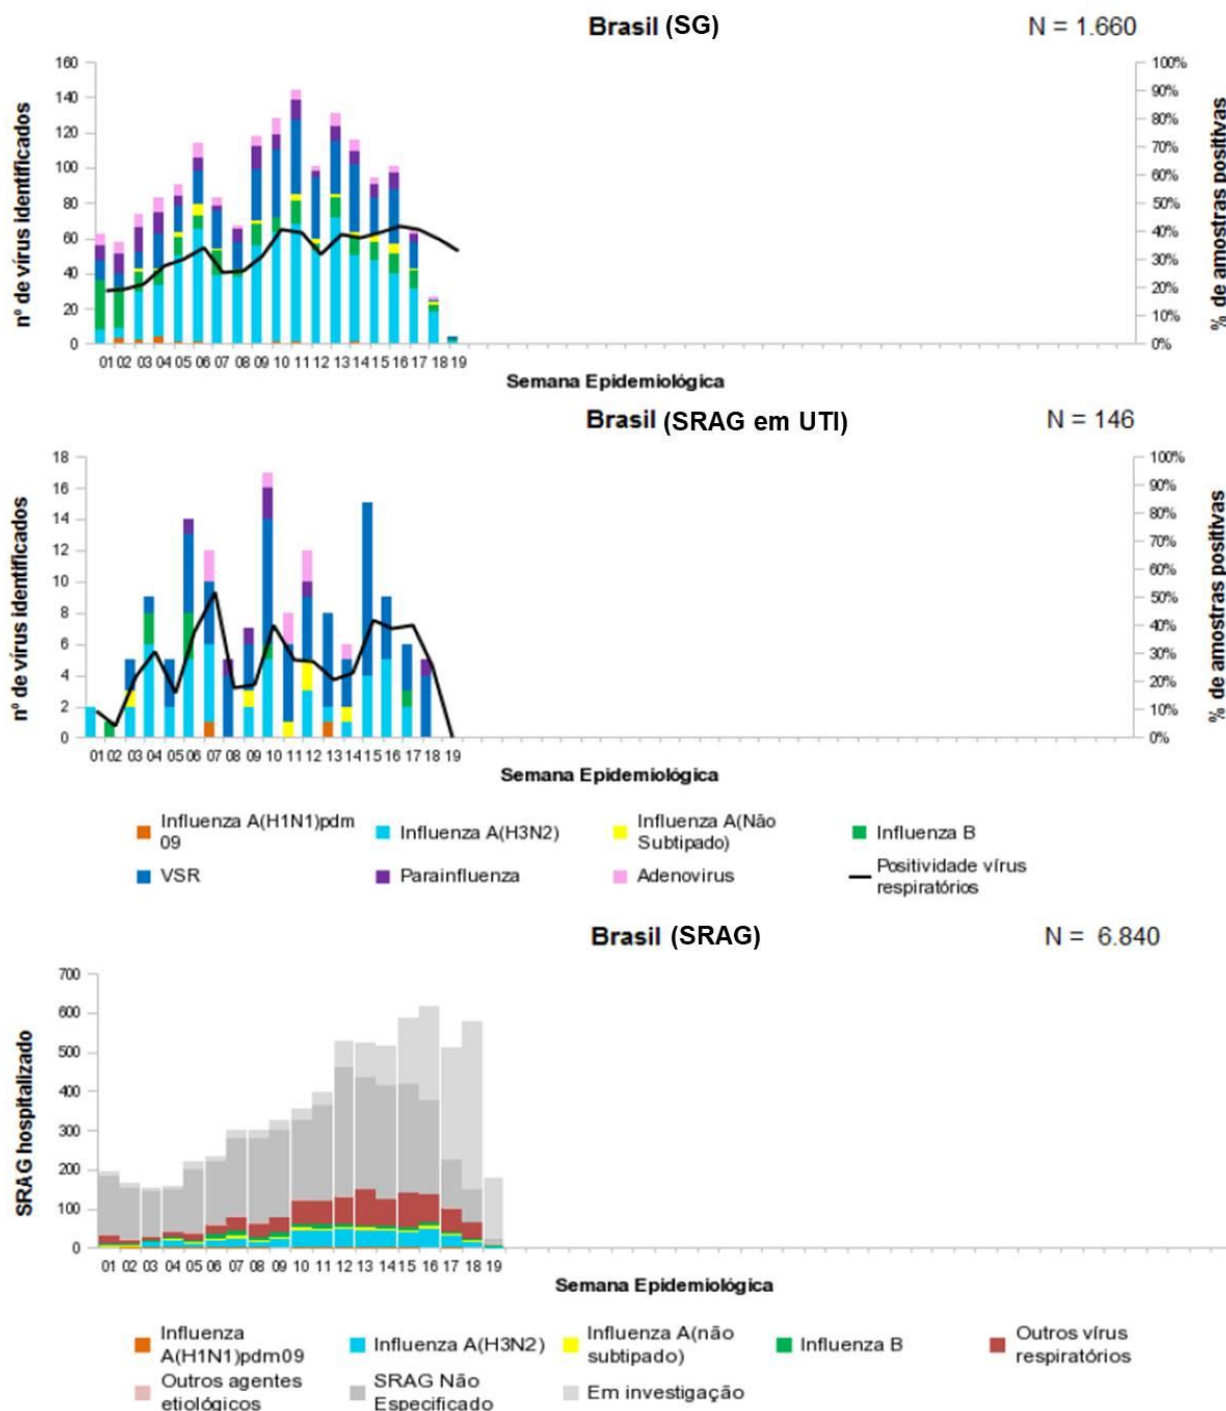 Brasil (SG)
N = 1.660
nº de vírus identificados
160
140
120
100
80
60
40
20
0
100%
90%
80%
70%
60%
50%
40%
30%
20%
10%
0%
% de amostras positivas
01 02 03 04 05 06 07 08 09 10 11 12 13 14 15 16 17 18 19
Semana Epidemiológica
Brasil (SRAG em UTI)
N = 146
nº de vírus identificados
18
16
14
12
10
8
6
4
2
0
100%
90%
80%
70%
60%
50%
40%
30%
20%
10%
0%
% de amostras positivas
01 02 03 04 05 06 07 08 09 10 11 12 13 14 15 16 17 18 19
Semana Epidemiológica
Influenza A(H1N1)pdm
09
Influenza A(H3N2)
Influenza A(Não
Subtipado)
Influenza B
VSR
Parainfluenza
Adenovirus
Positividade vírus
respiratórios
Brasil (SRAG)
N = 6.840
SRAG hospitalizado
700
600
500
400
300
200
100
0
01 02 03 04 05 06 07 08 09 10 11 12 13 14 15 16 17 18 19
Semana Epidemiológica
Influenza
A(H1N1)pdm09
Influenza A(H3N2)
Influenza A(não
subtipado)
Influenza B
Outros vírus
respiratórios
Outros agentes
etiológicos
SRAG Não
Especificado
Em investigação